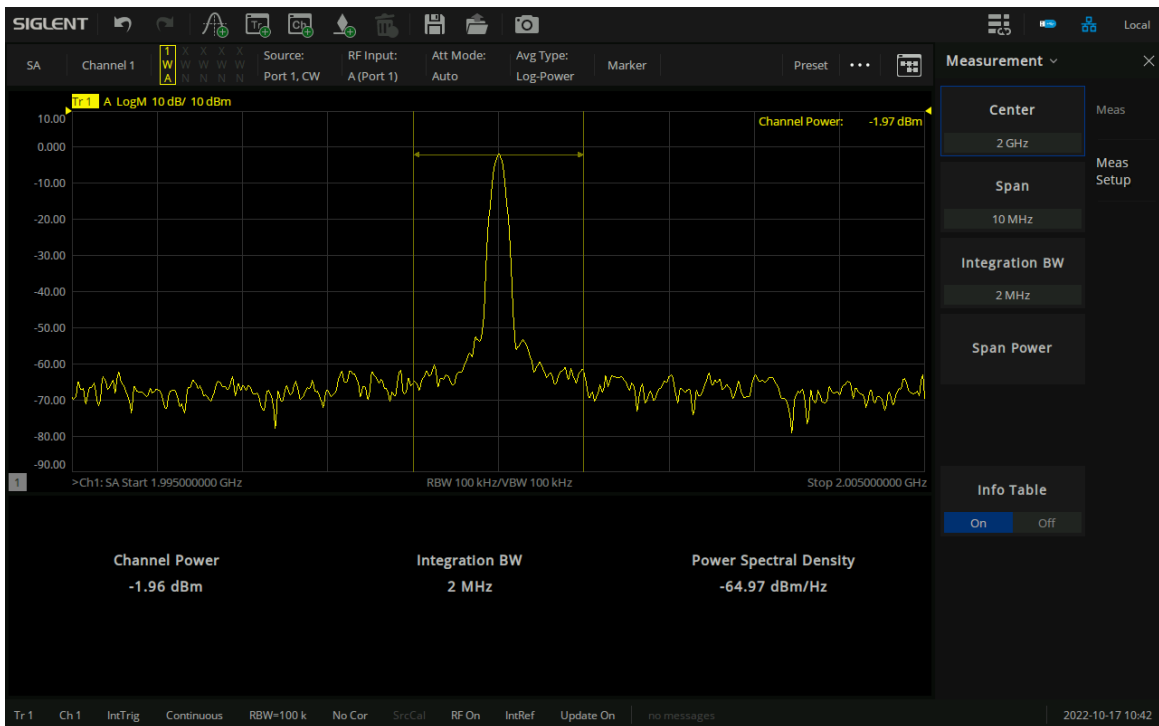 SIGLENT Tr Cb Local
SA Channel 1 1 W A X W N X W N X W N X W N Source: Port 1, CW RF Input: A (Port 1) Att Mode: Auto Avg Type: Log-Power Marker Preset ...
Measurement
Tr 1 A LogM 10 dB/ 10 dBm
Channel Power: -1.97 dBm
10.00
0.000
-10.00
-20.00
-30.00
-40.00
-50.00
-60.00
-70.00
-80.00
-90.00
1 >Ch1: SA Start 1.995000000 GHz RBW 100 kHz/VBW 100 kHz Stop 2.005000000 GHz
Channel Power Integration BW Power Spectral Density
-1.96 dBm 2 MHz -64.97 dBm/Hz
Center
2 GHz
Span
10 MHz
Integration BW
2 MHz
Span Power
Info Table
On Off
Meas
Meas
Setup
Tr 1 Ch 1 IntTrig Continuous RBW=100 k No Cor SrcCal RF On IntRef Update On no messages 2022-10-17 10:42